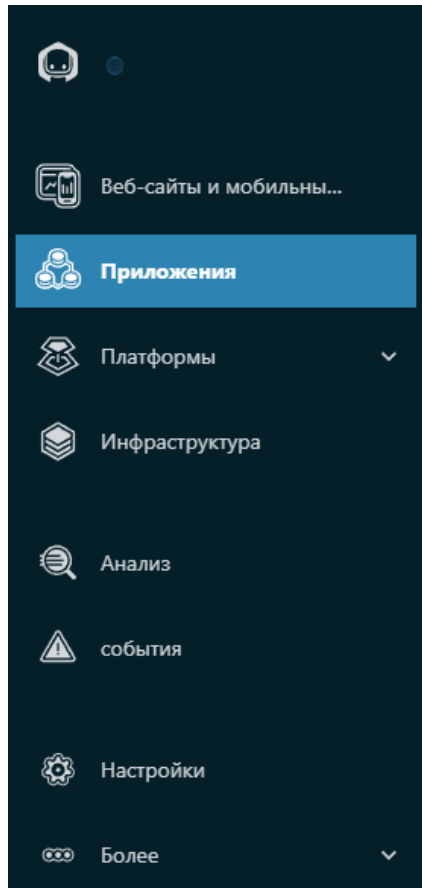 Веб-сайты и мобильны...
Приложения
Платформы
Инфраструктура
Анализ
события
Настройки
Более